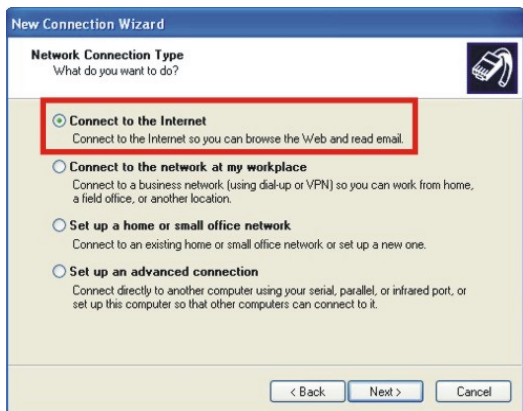 New Connection Wizard
Network Connection Type
What do you want to do?
Connect to the Internet
Connect to the Internet so you can browse the Web and read email.
Connect to the network at my workplace
Connect to a business network (using dial-up or VPN) so you can work from home,
a field office, or another location.
Set up a home or small office network
Connect to an existing home or small office network or set up a new one.
Set up an advanced connection
Connect directly to another computer using your serial, parallel, or infrared port, or
set up this computer so that other computers can connect to it.
< Back Next > Cancel